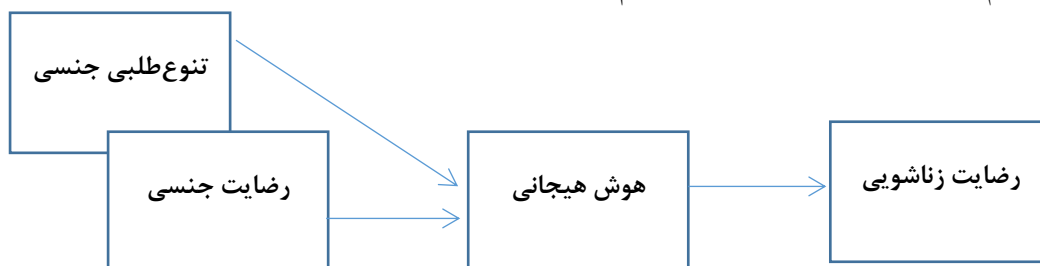 تنوع‌طلبی جنسی
رضایت جنسی
هوش هیجانی
رضایت زناشویی